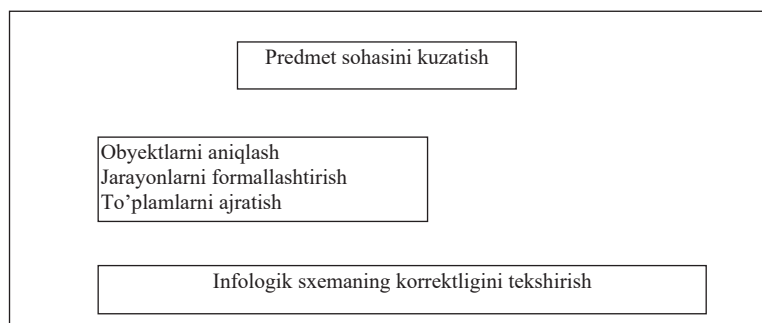 Predmet sohasini kuzatish
Obyektlarni aniqlash
Jarayonlarni formallashtirish
To’plamlarni ajratish
Infologik sxemaning korrektligini tekshirish